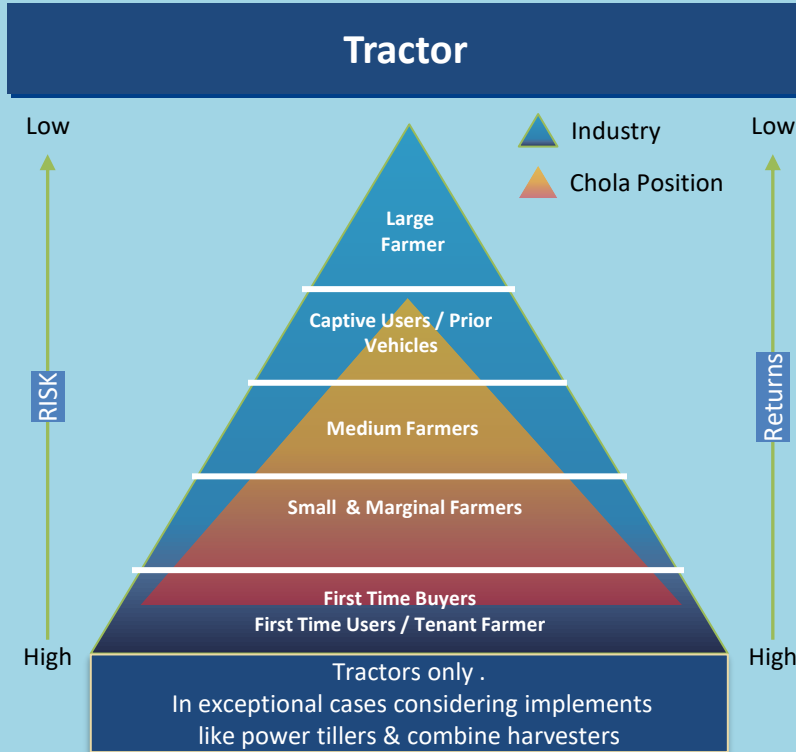 Tractor
Low
Low
Industry
Chola Position
Large
Farmer
Captive Users / Prior
Vehicles
RISK
Returns
Medium Farmers
Small & Marginal Farmers
First Time Buyers
First Time Users / Tenant Farmer
High
High
Tractors only .
In exceptional cases considering implements
like power tillers & combine harvesters